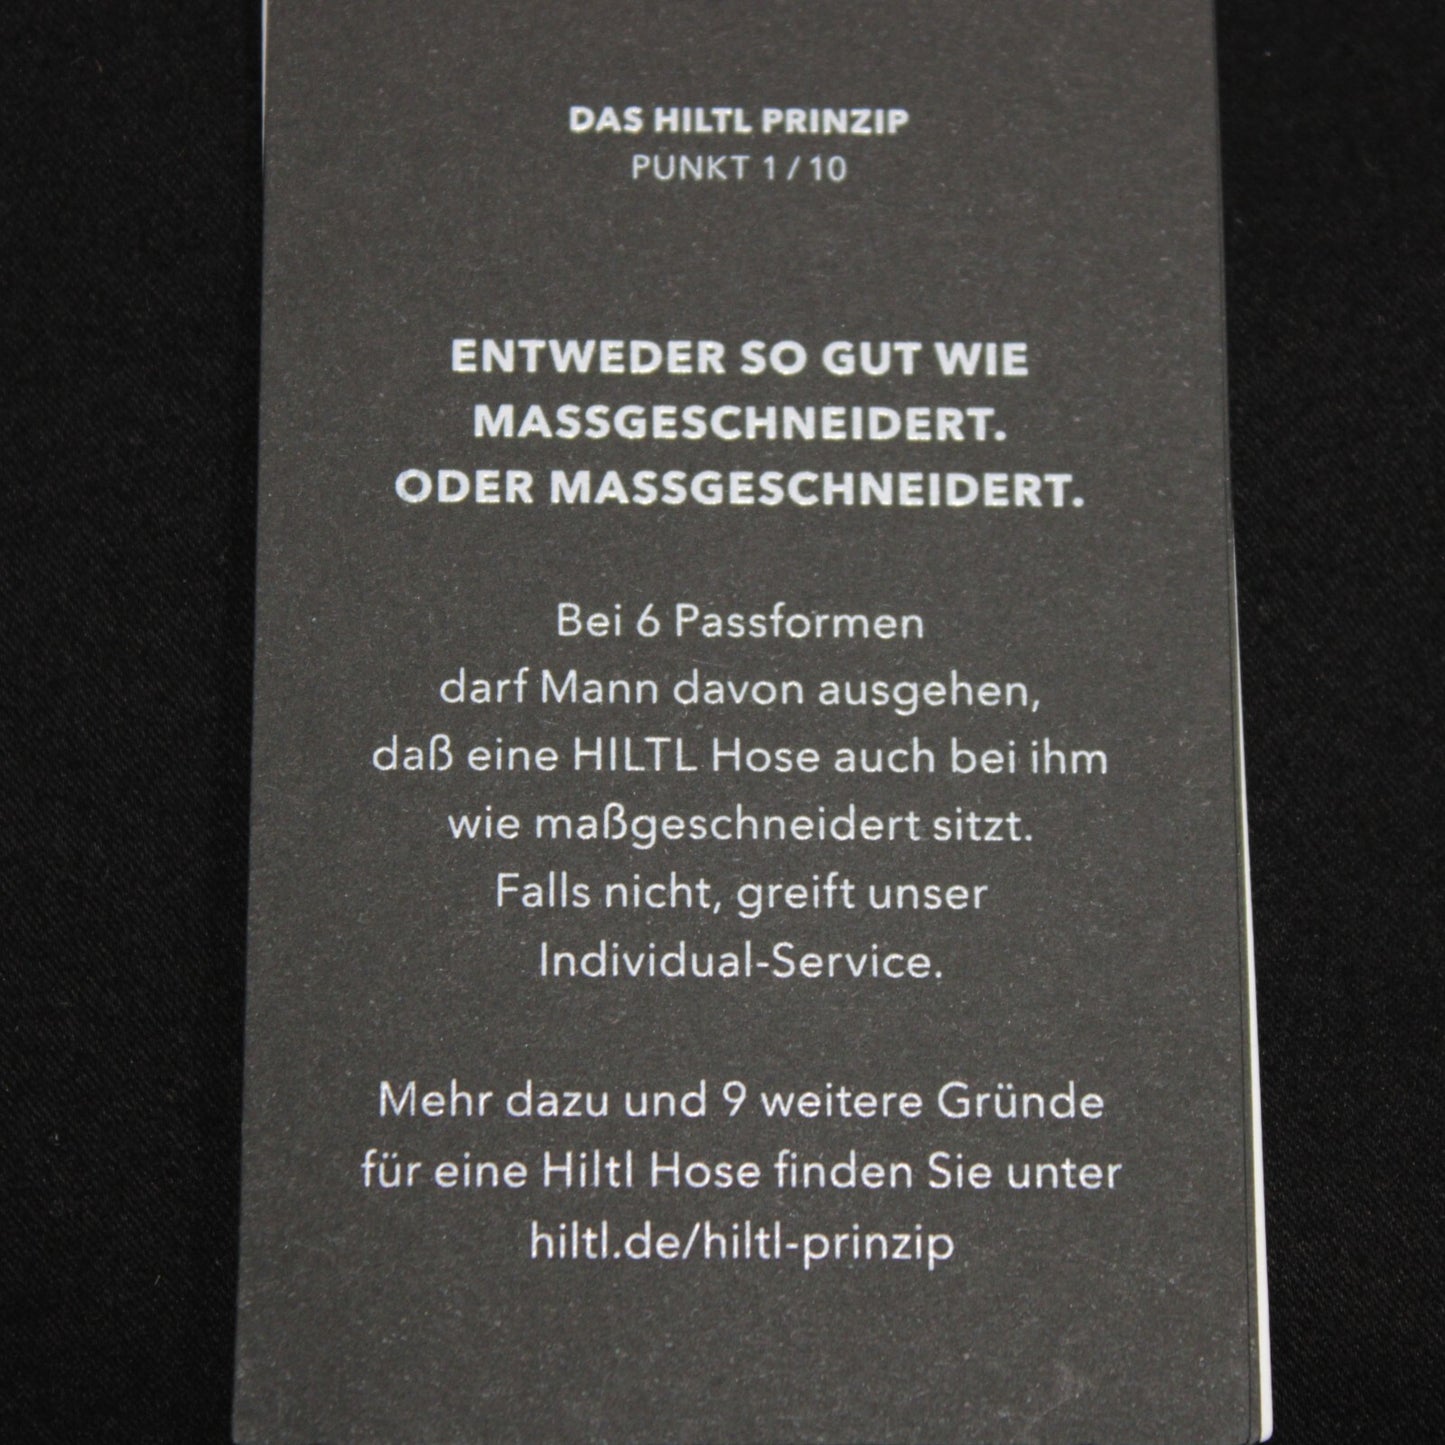 DAS HILTL PRINZIP
PUNKT 1 / 10
ENTWEDER SO GUT WIE
MASSGESCHNEIDERT.
ODER MASSGESCHNEIDERT.
Bei 6 Passformen
darf Mann davon ausgehen,
daß eine HILTL Hose auch bei ihm
wie maßgeschneidert sitzt.
Falls nicht, greift unser
Individual-Service.
Mehr dazu und 9 weitere Gründe
für eine Hiltl Hose finden Sie unter
hiltl.de/hiltl-prinzip